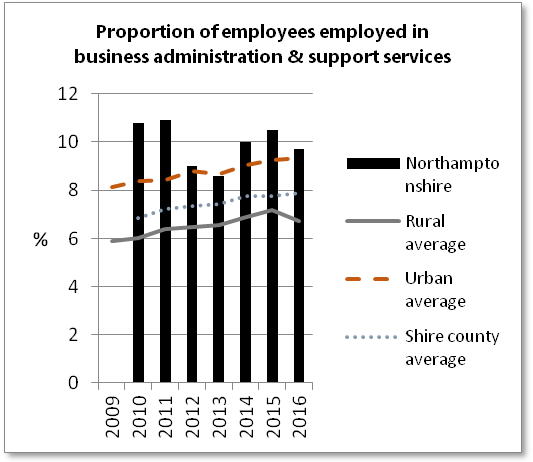 Proportion of employees employed in
business administration & support services
12
10
8
6
4
2
0
%
2009
2010
2011
2012
2013
2014
2015
2016
Northampto
nshire
Rural
average
Urban
average
Shire county
average